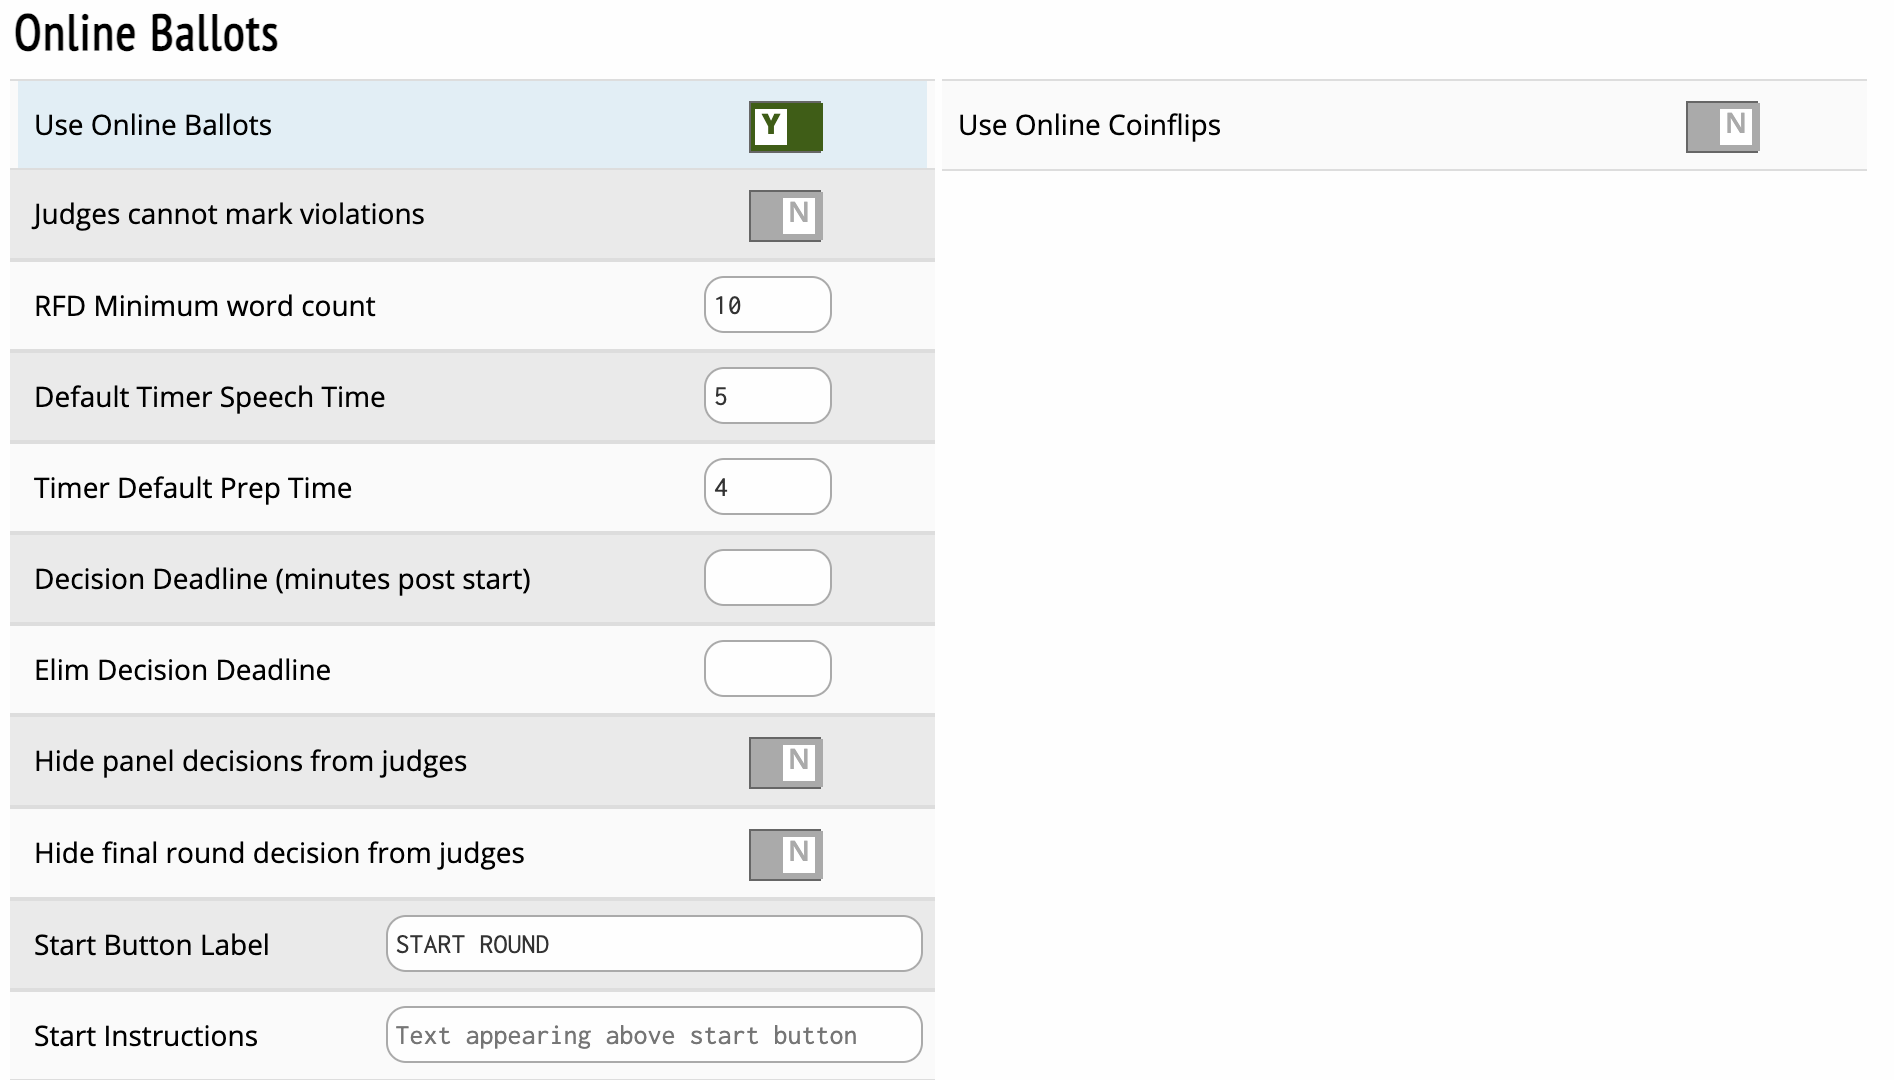 Online Ballots
Use Online Ballots Y
Use Online Coinflips N
Judges cannot mark violations N
RFD Minimum word count 10
Default Timer Speech Time 5
Timer Default Prep Time 4
Decision Deadline (minutes post start)
Elim Decision Deadline
Hide panel decisions from judges N
Hide final round decision from judges N
Start Button Label START ROUND
Start Instructions Text appearing above start button